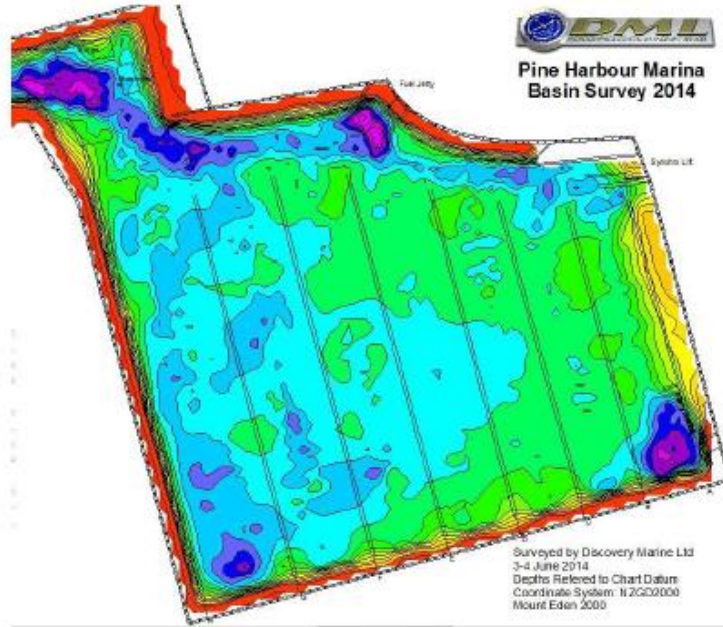 DML
Pine Harbour Marina
Basin Survey 2014
Fuel Jetty
Syncro Lift
Surveyed by Discovery Marine Ltd
3-4 June 2014
Depths Refered to Chart Datum
Coordinate System: NZGD2000
Mount Eden 2000